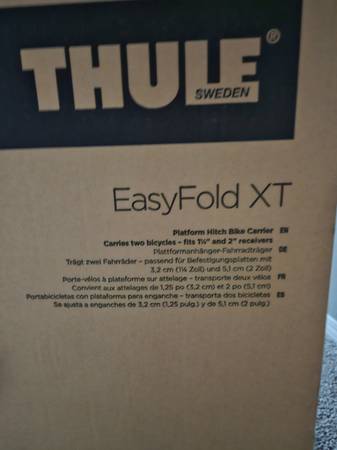 THULE®
SWEDEN
EasyFold XT
Platform Hitch Bike Carrier EN
Carries two bicycles – fits 1¼" and 2" receivers
Plattformanhänger-Fahrradträger DE
Trägt zwei Fahrräder – passend für Befestigungsplatten mit
3,2 cm (1¼ Zoll) und 5,1 cm (2 Zoll)
Porte-vélos à plateforme sur attelage – transporte deux vélos FR
Convient aux attelages de 1,25 po (3,2 cm) et 2 po (5,1 cm)
Portabicicletas con plataforma para enganche – transporta dos bicicletas ES
Se ajusta a enganches de 3,2 cm (1,25 pulg.) y de 5,1 cm (2 pulg.)